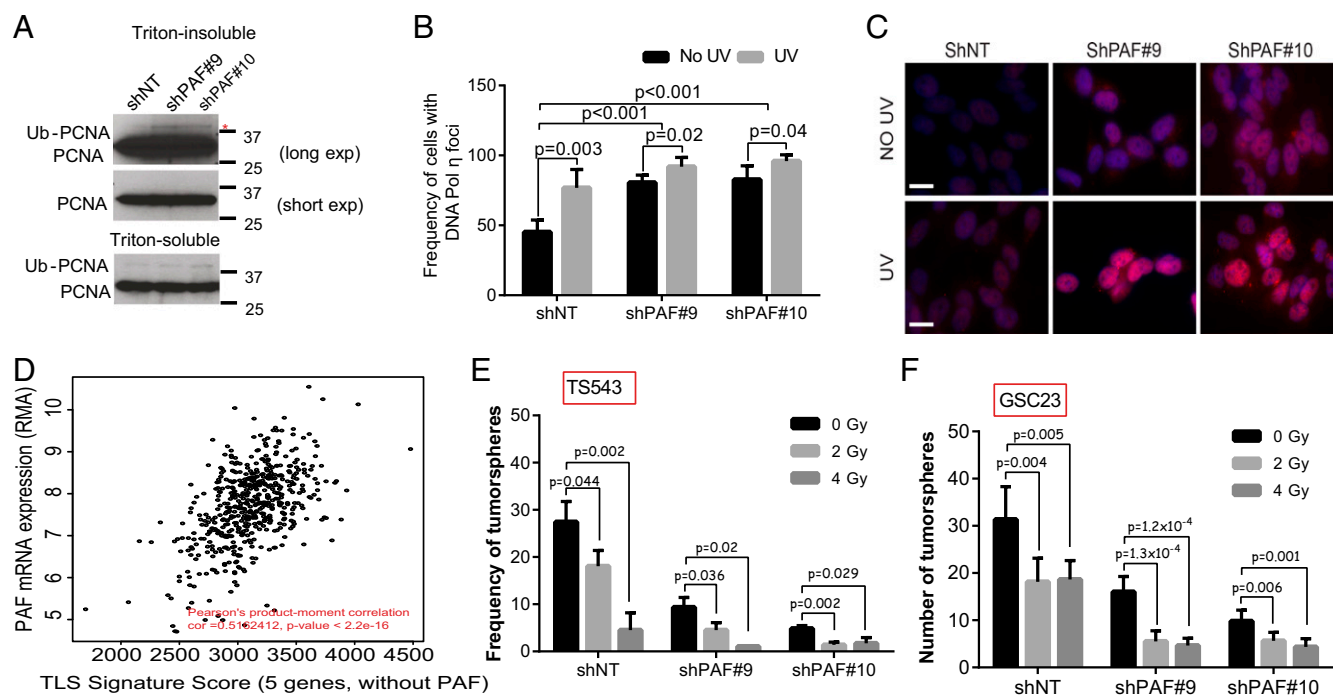 A
Triton-insoluble
shNT
shPAF#9
shPAF#10
Ub-PCNA
PCNA
*
37
25
(long exp)
PCNA
37
25
(short exp)
Triton-soluble
Ub-PCNA
PCNA
37
25
B
No UV
UV
Frequency of cells with
DNA Pol η foci
150
100
50
0
p<0.001
p<0.001
p=0.003
p=0.02
p=0.04
shNT
shPAF#9
shPAF#10
C
ShNT
ShPAF#9
ShPAF#10
NO UV
UV
D
PAF mRNA expression (RMA)
10
9
8
7
6
5
Pearson's product-moment correlation
cor =0.5162412, p-value < 2.2e-16
2000
2500
3000
3500
4000
4500
TLS Signature Score (5 genes, without PAF)
E
TS543
Frequency of tumorspheres
50
40
30
20
10
0
0 Gy
2 Gy
4 Gy
p=0.002
p=0.044
p=0.02
p=0.036
p=0.029
p=0.002
shNT
shPAF#9
shPAF#10
F
GSC23
Number of tumorspheres
50
40
30
20
10
0
0 Gy
2 Gy
4 Gy
p=0.005
p=0.004
p=1.2x10⁻⁴
p=1.3x10⁻⁴
p=0.001
p=0.006
shNT
shPAF#9
shPAF#10